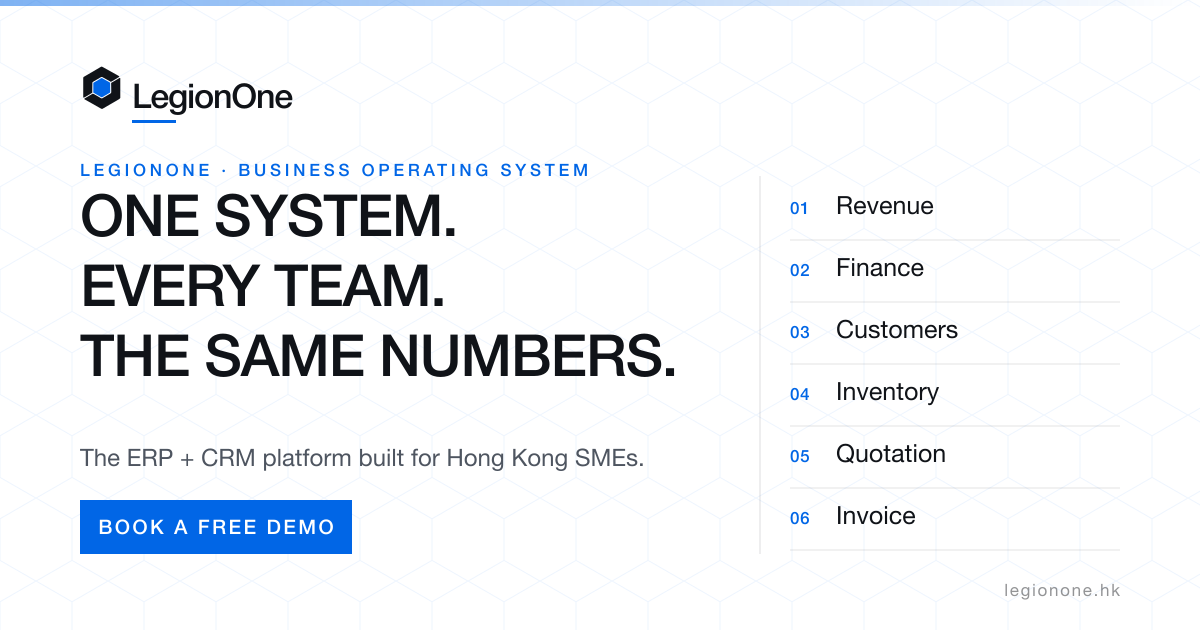 LegionOne
LEGIONONE · BUSINESS OPERATING SYSTEM
ONE SYSTEM.
EVERY TEAM.
THE SAME NUMBERS.
The ERP + CRM platform built for Hong Kong SMEs.
BOOK A FREE DEMO
01 Revenue
02 Finance
03 Customers
04 Inventory
05 Quotation
06 Invoice
legionone.hk